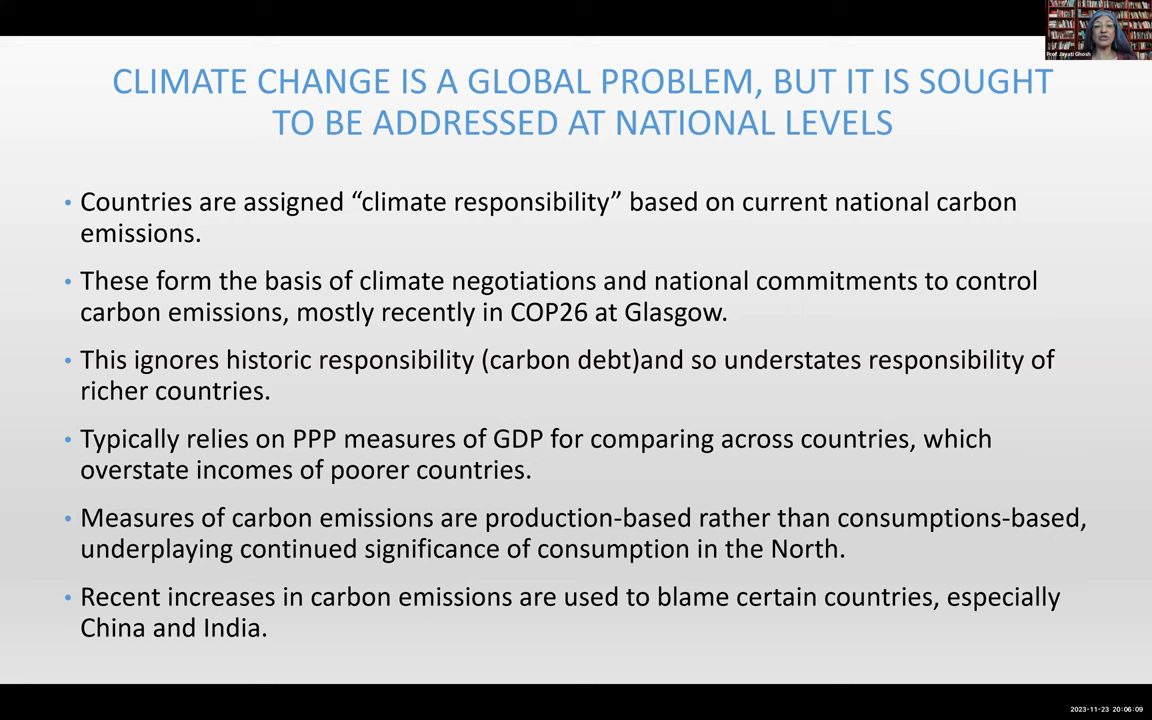 Prof Jayati Ghosh
CLIMATE CHANGE IS A GLOBAL PROBLEM, BUT IT IS SOUGHT
TO BE ADDRESSED AT NATIONAL LEVELS
• Countries are assigned “climate responsibility” based on current national carbon
emissions.
• These form the basis of climate negotiations and national commitments to control
carbon emissions, mostly recently in COP26 at Glasgow.
• This ignores historic responsibility (carbon debt)and so understates responsibility of
richer countries.
• Typically relies on PPP measures of GDP for comparing across countries, which
overstate incomes of poorer countries.
• Measures of carbon emissions are production-based rather than consumptions-based,
underplaying continued significance of consumption in the North.
• Recent increases in carbon emissions are used to blame certain countries, especially
China and India.
2023-11-23 20:06:09